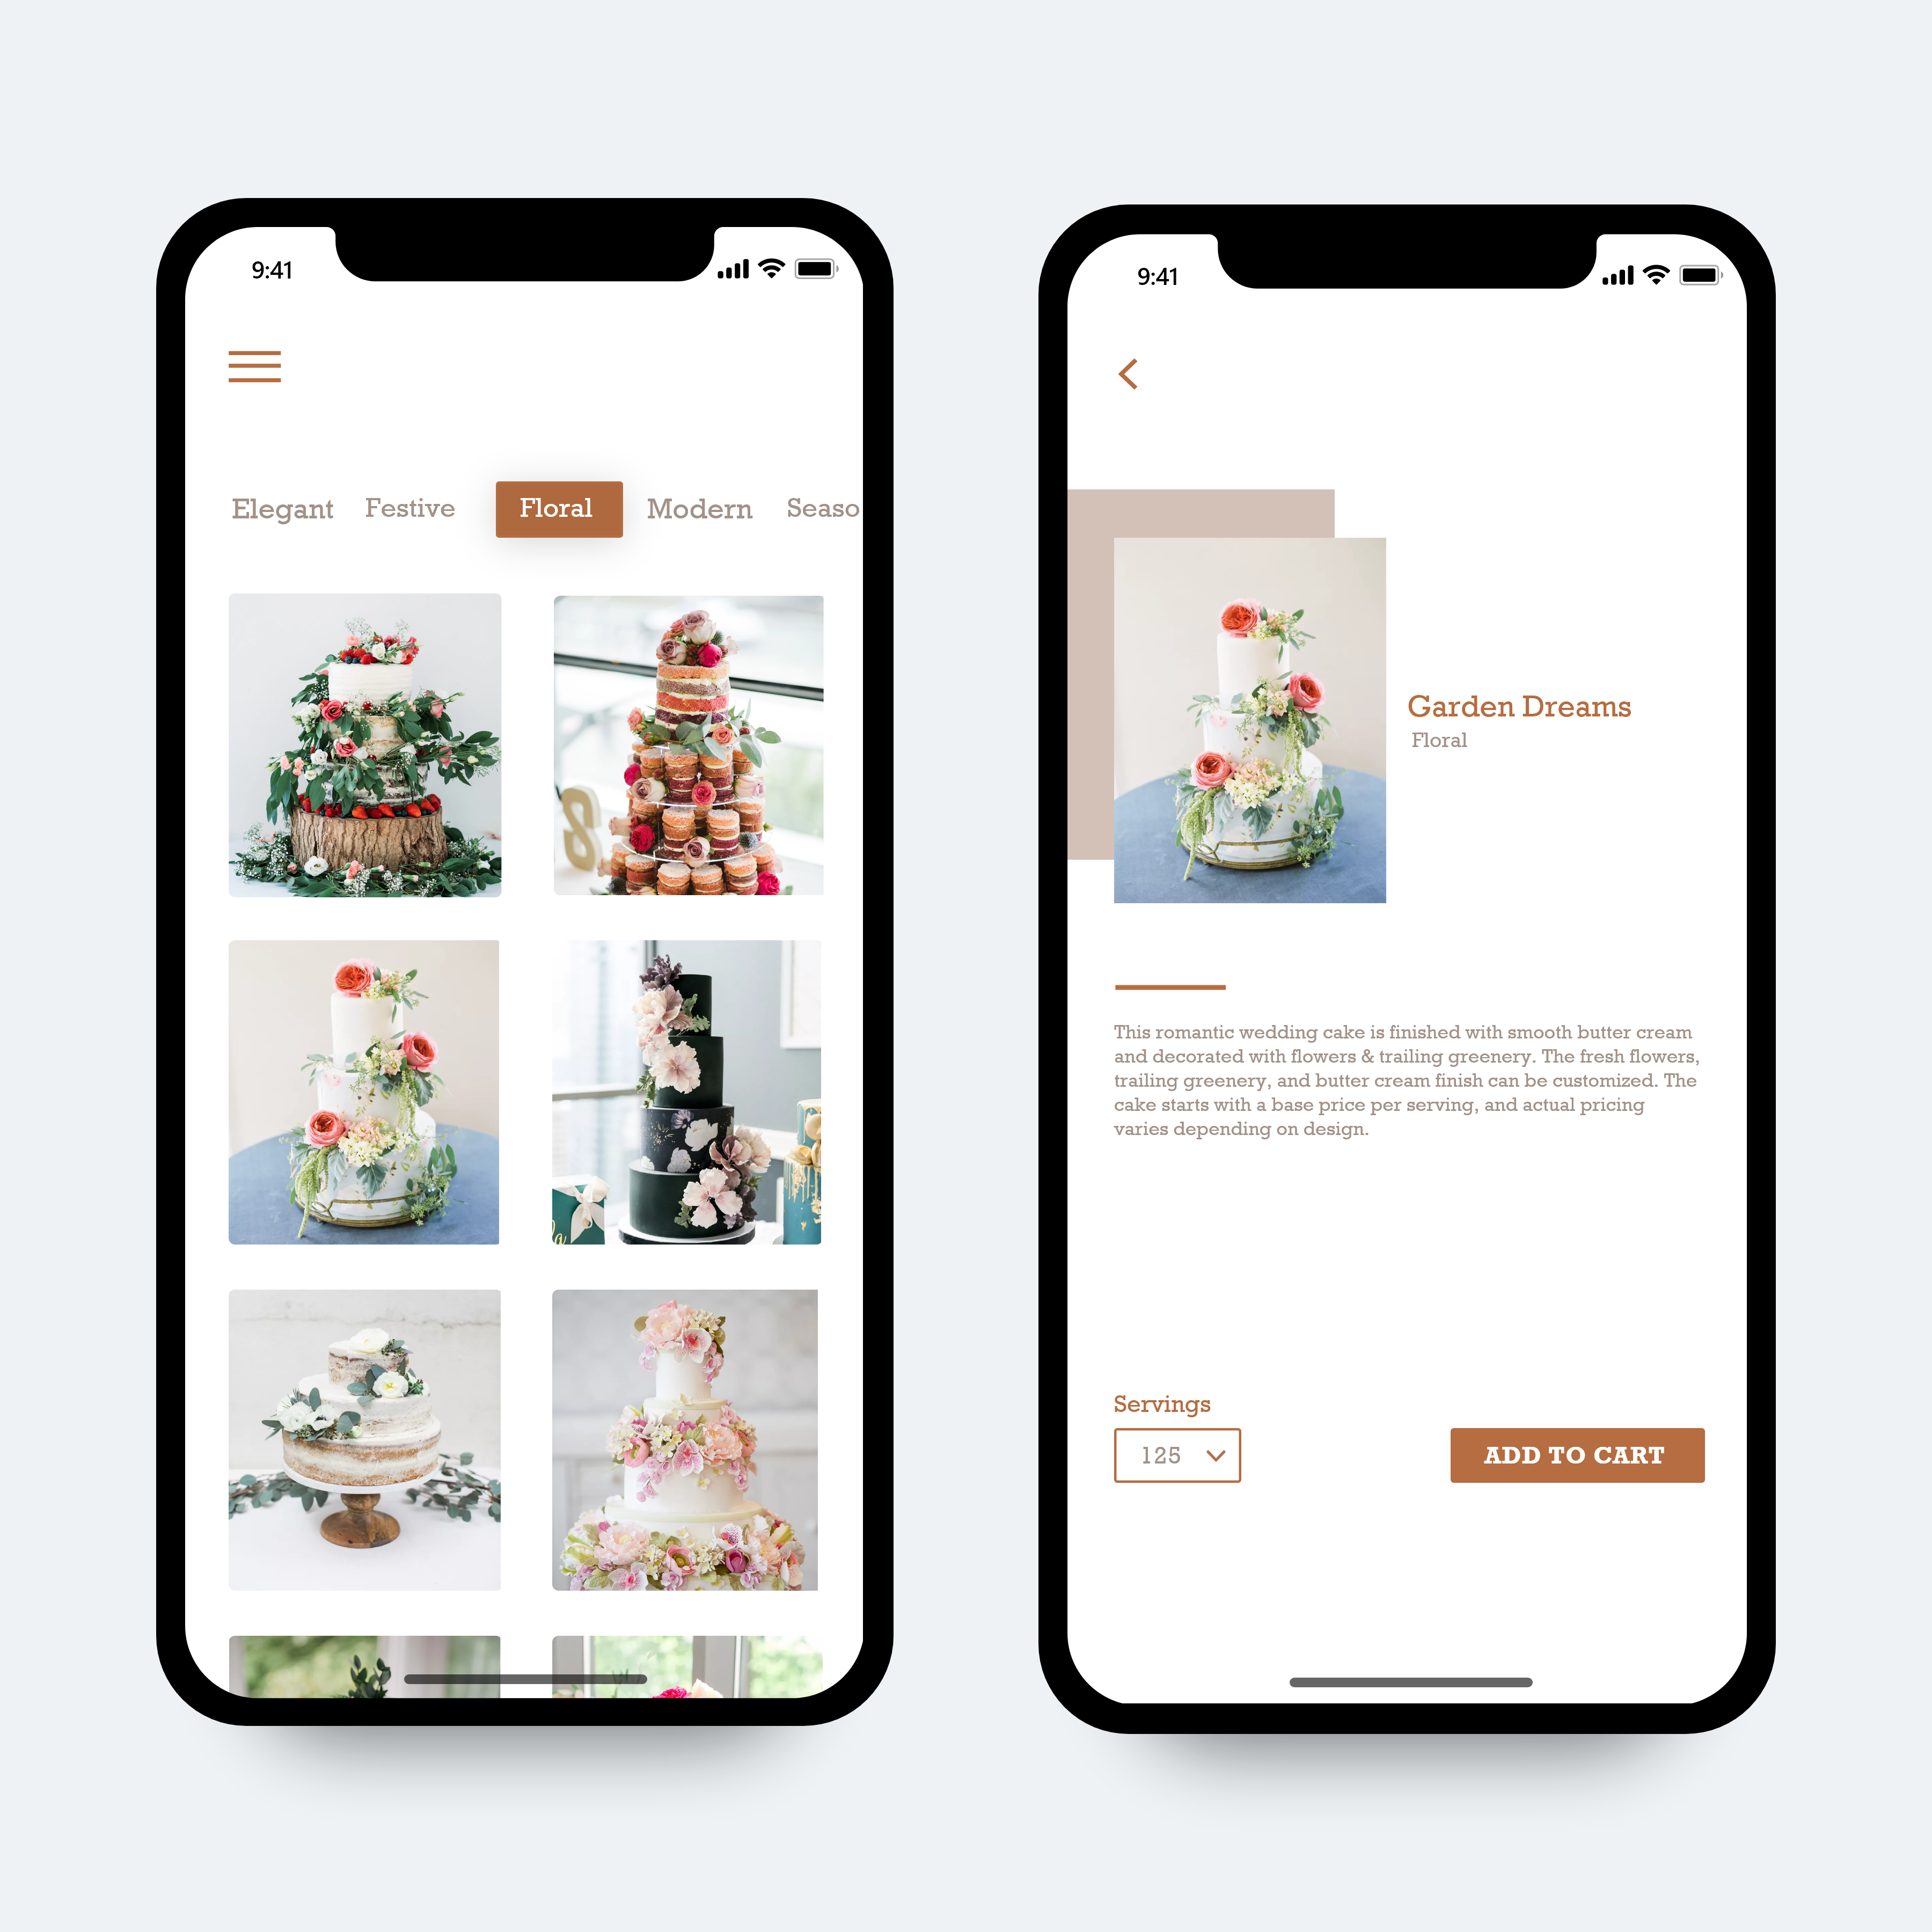 9:41
Elegant Festive Floral Modern Seaso
9:41
Garden Dreams
Floral
This romantic wedding cake is finished with smooth butter cream
and decorated with flowers & trailing greenery. The fresh flowers,
trailing greenery, and butter cream finish can be customized. The
cake starts with a base price per serving, and actual pricing
varies depending on design.
Servings
125
ADD TO CART